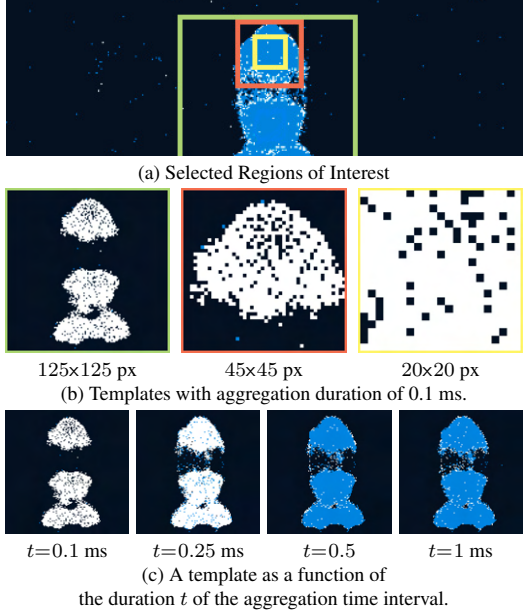 (a) Selected Regions of Interest
125×125 px 45×45 px 20×20 px
(b) Templates with aggregation duration of 0.1 ms.
t=0.1 ms t=0.25 ms t=0.5 t=1 ms
(c) A template as a function of
the duration t of the aggregation time interval.